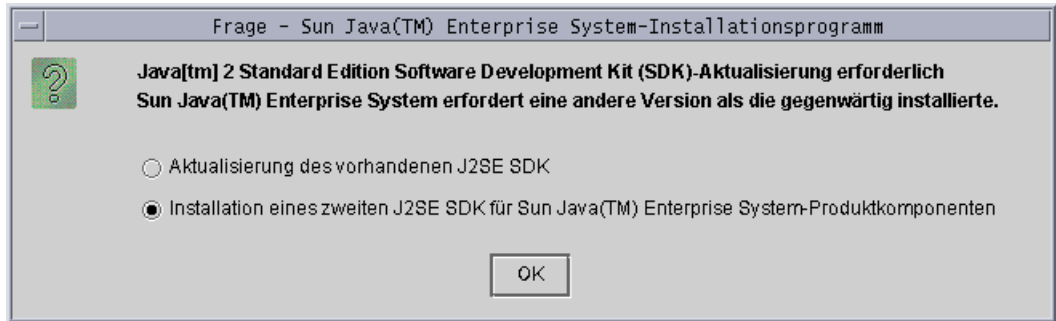 Frage - Sun Java(TM) Enterprise System-Installationsprogramm
Java[tm] 2 Standard Edition Software Development Kit (SDK)-Aktualisierung erforderlich
Sun Java(TM) Enterprise System erfordert eine andere Version als die gegenwärtig installierte.
Aktualisierung des vorhandenen J2SE SDK
Installation eines zweiten J2SE SDK für Sun Java(TM) Enterprise System-Produktkomponenten
OK